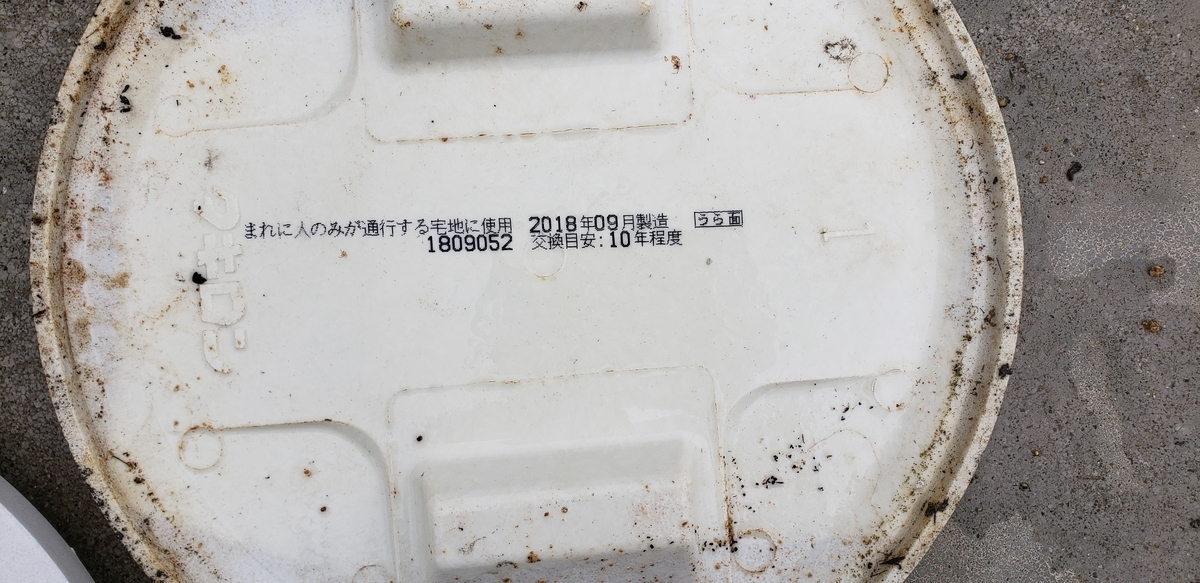 まれに人のみが通行する宅地に使用 2018年09月製造 うら面
1809052 交換目安:10年程度